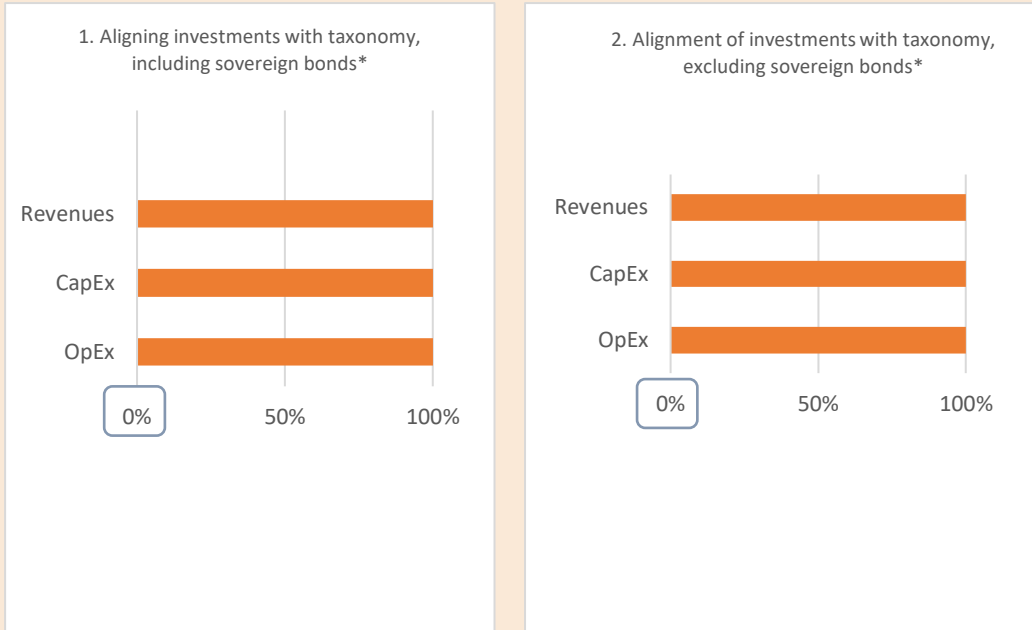 1. Aligning investments with taxonomy,
including sovereign bonds*
Revenues
CapEx
OpEx
0% 50% 100%
2. Alignment of investments with taxonomy,
excluding sovereign bonds*
Revenues
CapEx
OpEx
0% 50% 100%